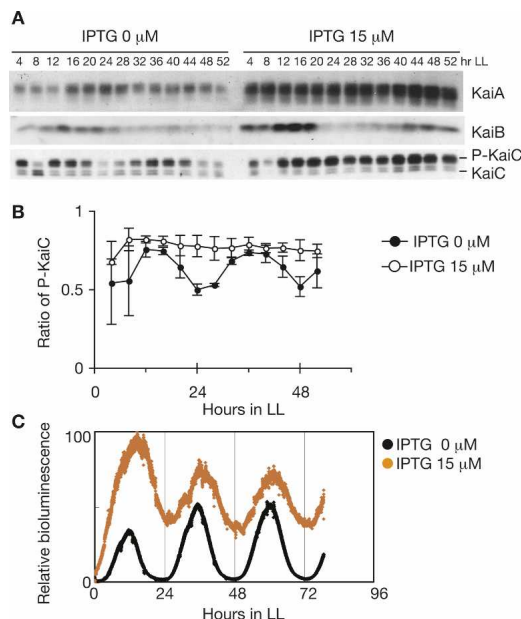 A
IPTG 0 μM IPTG 15 μM
4 8 12 16 20 24 28 32 36 40 44 48 52 4 8 12 16 20 24 28 32 36 40 44 48 52 hr LL
KaiA
KaiB
P-KaiC
KaiC
B
1
0.5
0
Ratio of P-KaiC
0 24 48
Hours in LL
IPTG 0 μM
IPTG 15 μM
C
100
0
Relative bioluminescence
0 24 48 72 96
Hours in LL
IPTG 0 μM
IPTG 15 μM